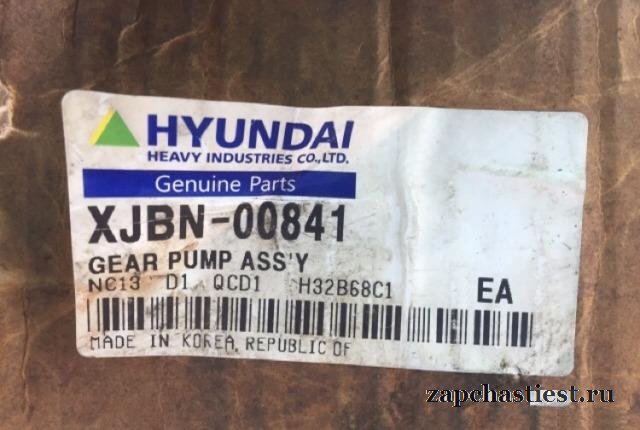 HYUNDAI
HEAVY INDUSTRIES CO.,LTD.
Genuine Parts
XJBN-00841
GEAR PUMP ASS'Y
NC13 D1 QCD1 H32B68C1
EA
MADE IN KOREA, REPUBLIC OF
zapchastiest.ru